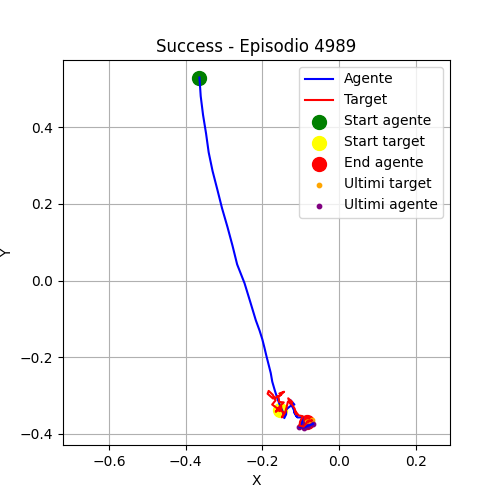 Success - Episodio 4989
Agente
Target
Start agente
Start target
End agente
Ultimi target
Ultimi agente
0.4
0.2
0.0
−0.2
−0.4
Y
−0.6
−0.4
−0.2
0.0
0.2
X